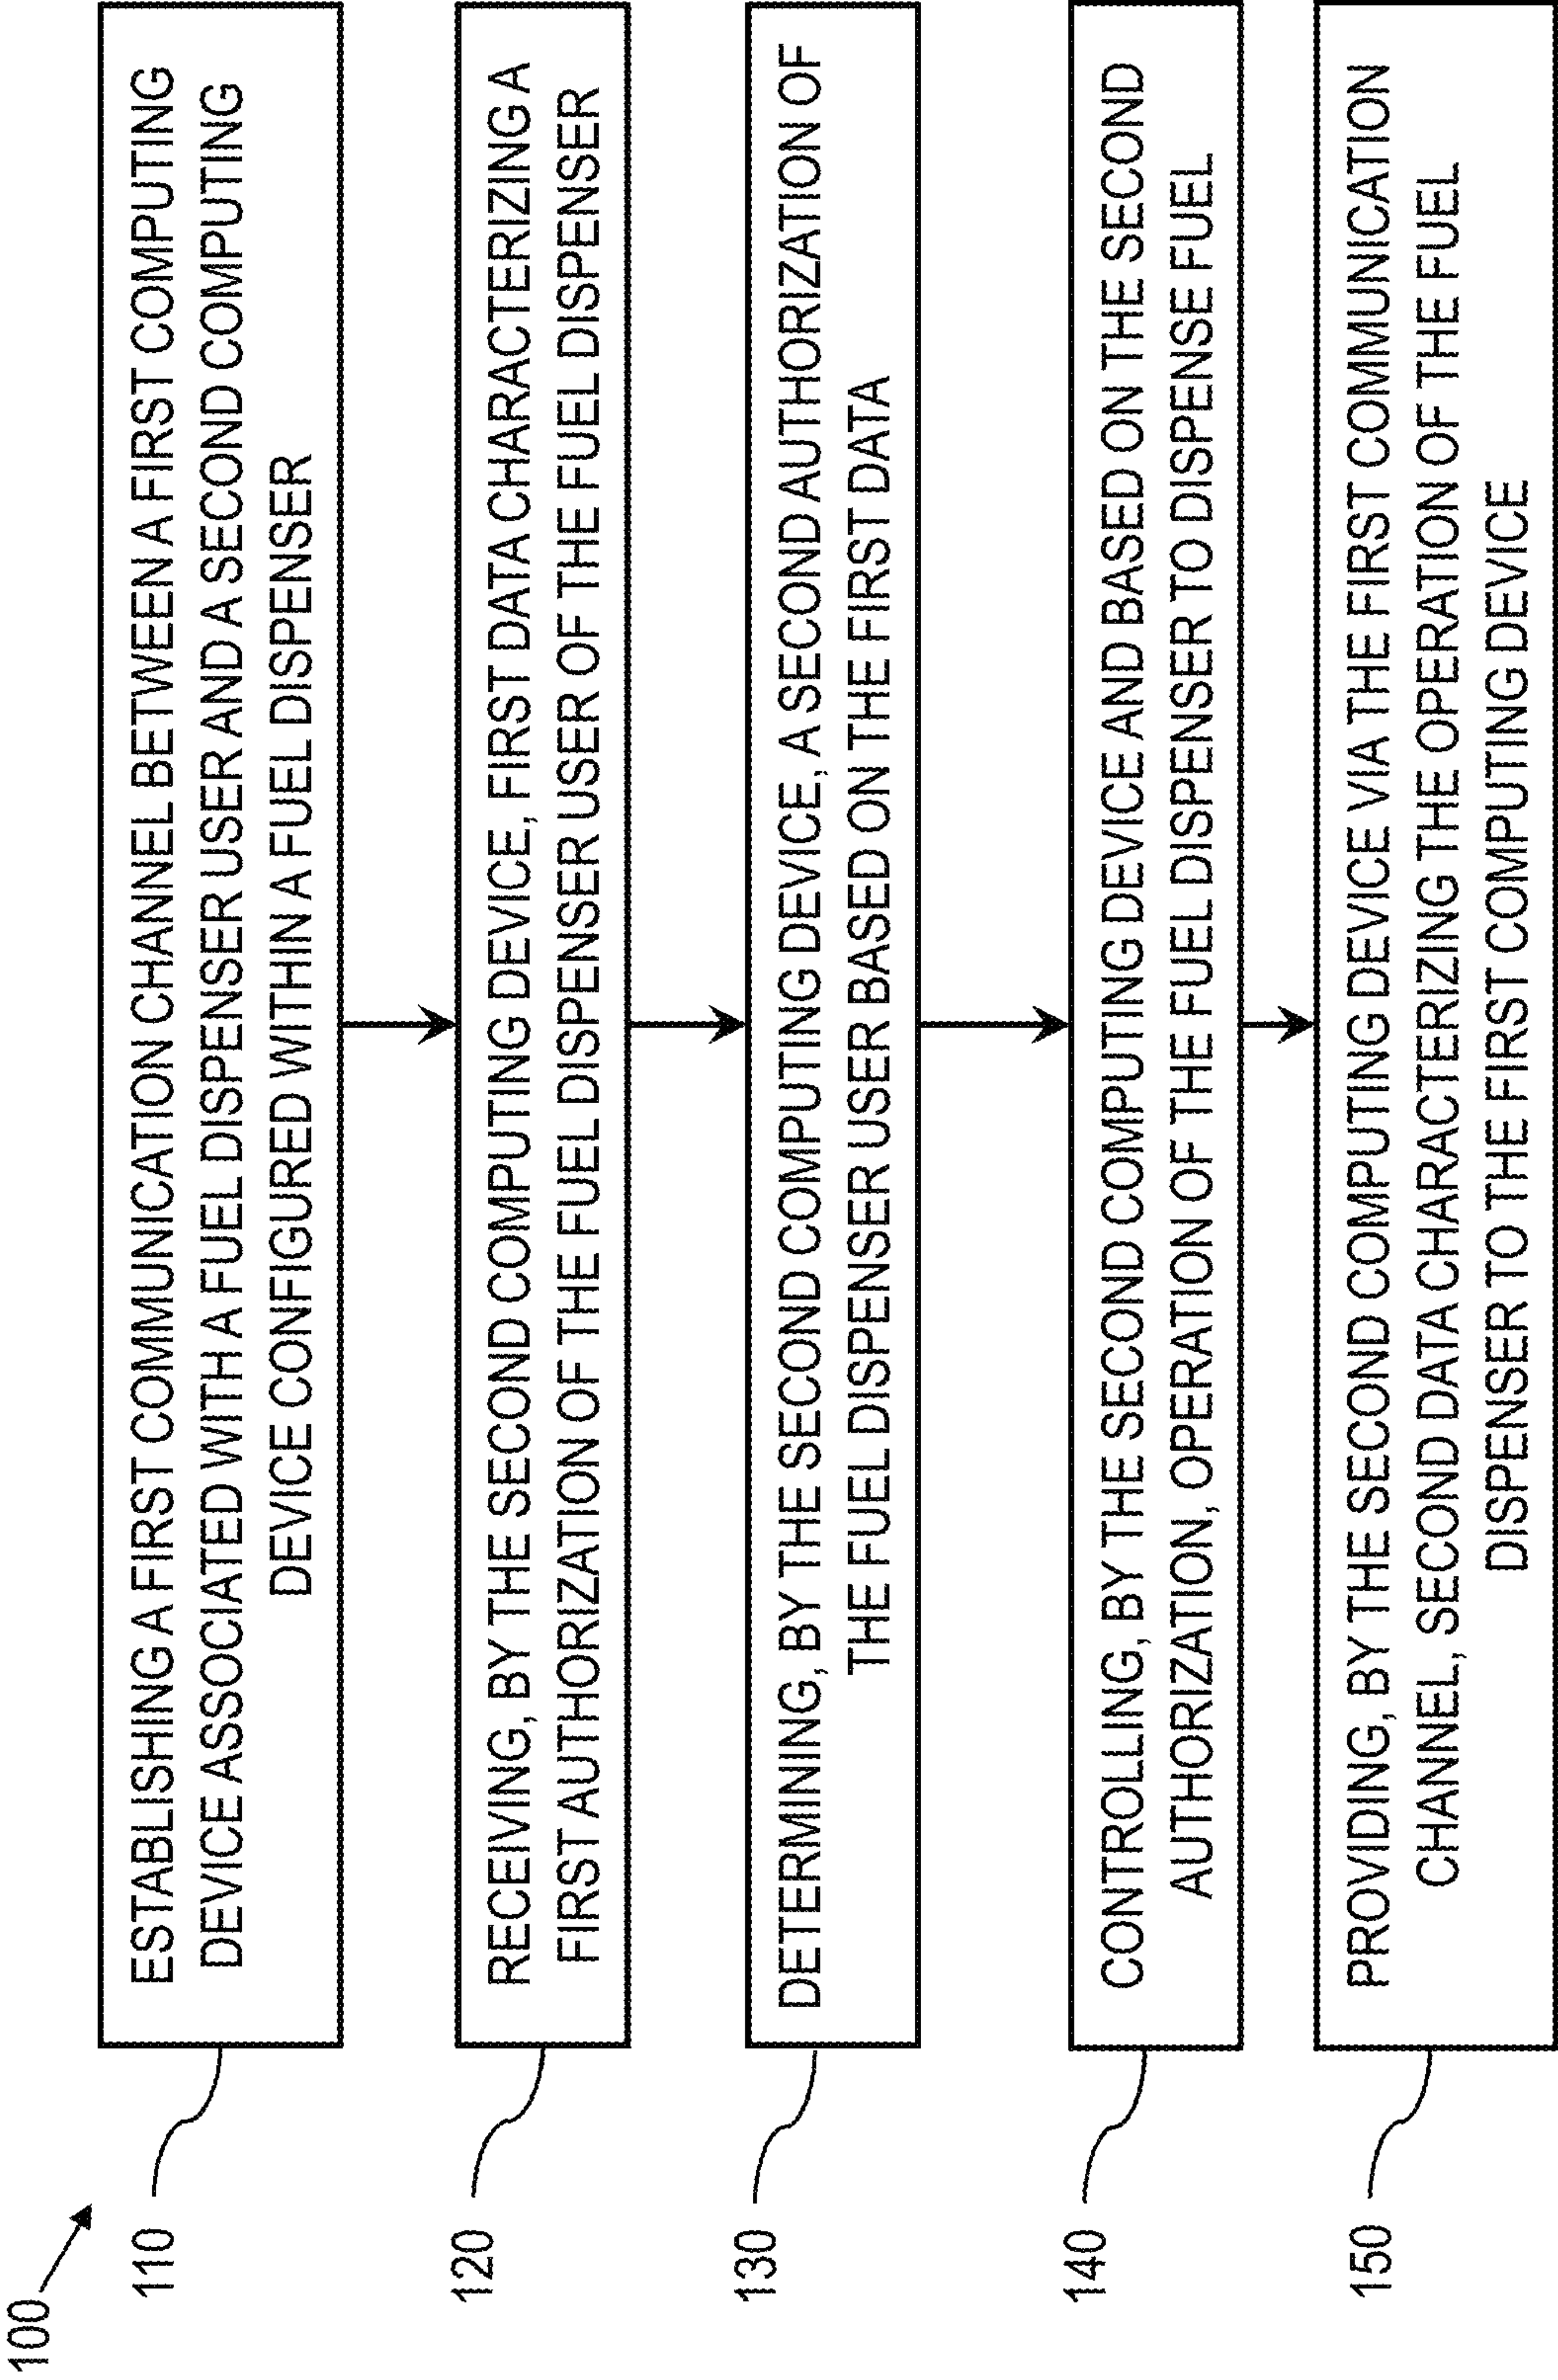 100
110
ESTABLISHING A FIRST COMMUNICATION CHANNEL BETWEEN A FIRST COMPUTING
DEVICE ASSOCIATED WITH A FUEL DISPENSER USER AND A SECOND COMPUTING
DEVICE CONFIGURED WITHIN A FUEL DISPENSER
120
RECEIVING, BY THE SECOND COMPUTING DEVICE, FIRST DATA CHARACTERIZING A
FIRST AUTHORIZATION OF THE FUEL DISPENSER USER OF THE FUEL DISPENSER
130
DETERMINING, BY THE SECOND COMPUTING DEVICE, A SECOND AUTHORIZATION OF
THE FUEL DISPENSER USER BASED ON THE FIRST DATA
140
CONTROLLING, BY THE SECOND COMPUTING DEVICE AND BASED ON THE SECOND
AUTHORIZATION, OPERATION OF THE FUEL DISPENSER TO DISPENSE FUEL
150
PROVIDING, BY THE SECOND COMPUTING DEVICE VIA THE FIRST COMMUNICATION
CHANNEL, SECOND DATA CHARACTERIZING THE OPERATION OF THE FUEL
DISPENSER TO THE FIRST COMPUTING DEVICE